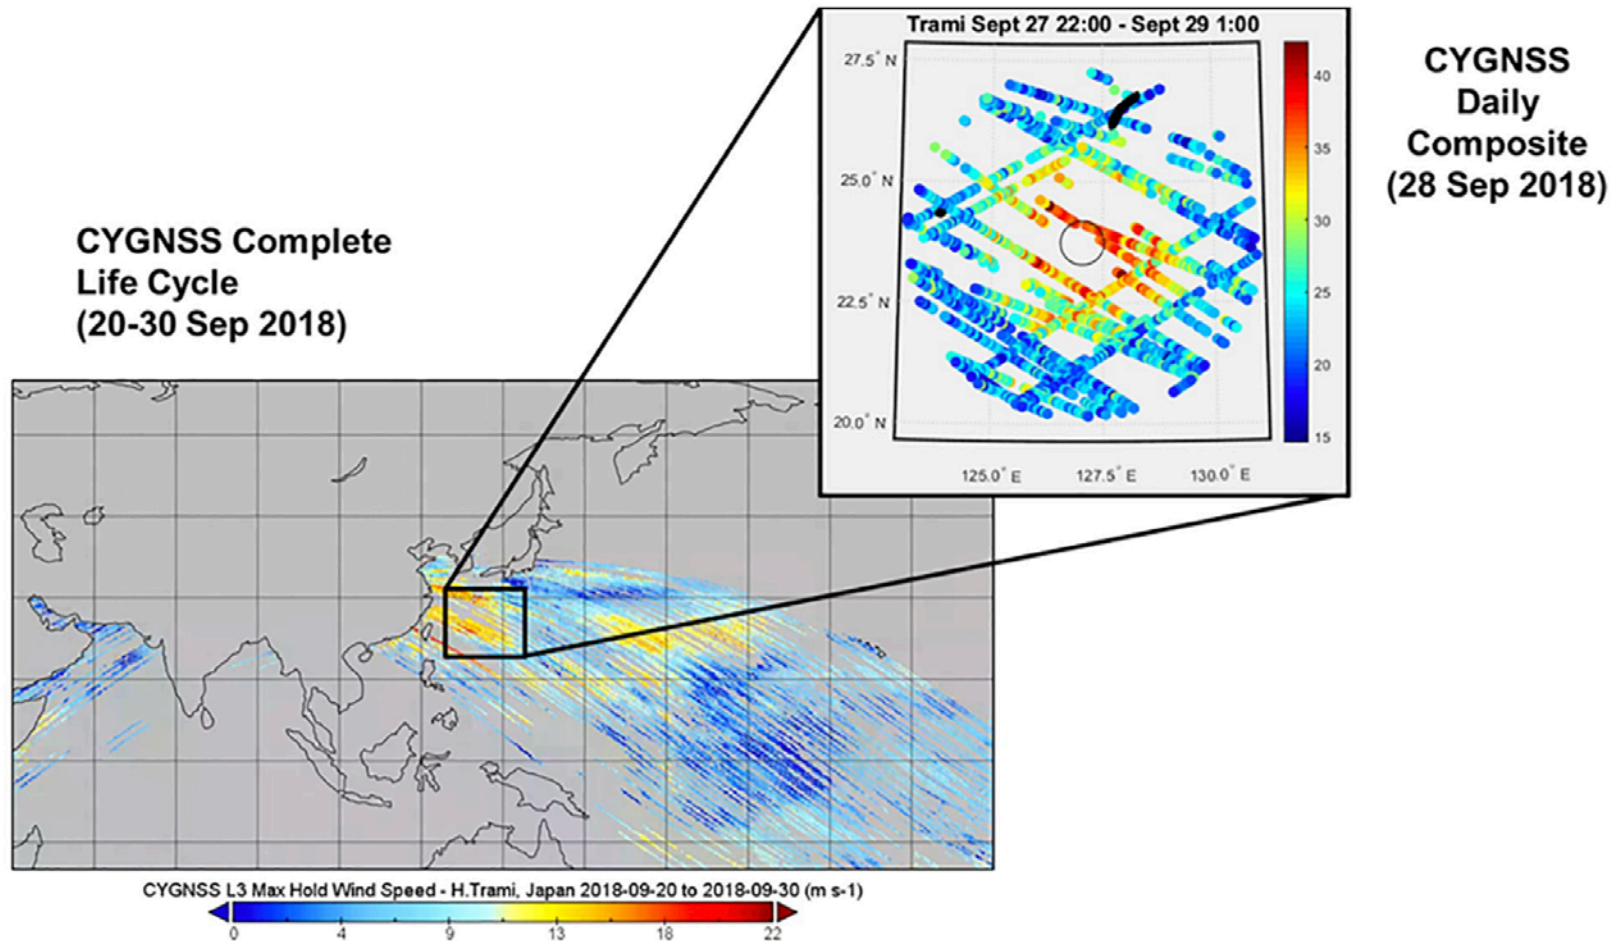 Trami Sept 27 22:00 - Sept 29 1:00
27.5° N
25.0° N
22.5° N
20.0° N
125.0° E
127.5° E
130.0° E
40
35
30
25
20
15
CYGNSS
Daily
Composite
(28 Sep 2018)
CYGNSS Complete
Life Cycle
(20-30 Sep 2018)
CYGNSS L3 Max Hold Wind Speed - H.Trami, Japan 2018-09-20 to 2018-09-30 (m s-1)
0 4 9 13 18 22